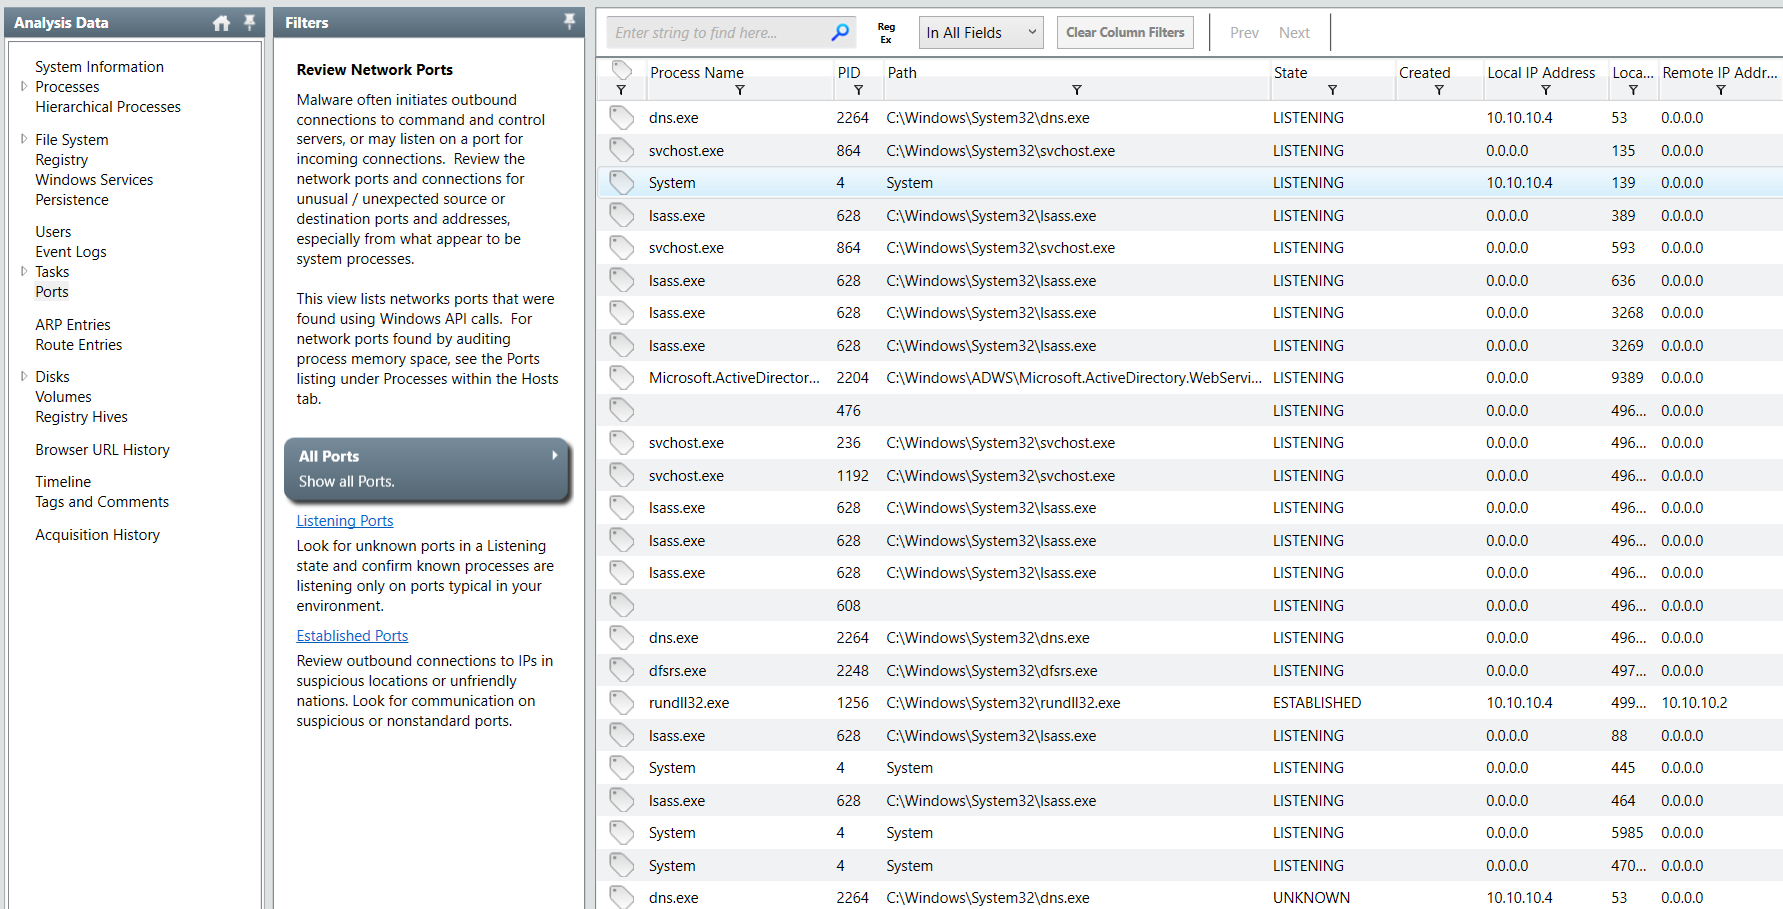 Analysis Data
System Information
Processes
Hierarchical Processes
File System
Registry
Windows Services
Persistence
Users
Event Logs
Tasks
Ports
ARP Entries
Route Entries
Disks
Volumes
Registry Hives
Browser URL History
Timeline
Tags and Comments
Acquisition History
Filters
Review Network Ports
Malware often initiates outbound
connections to command and control
servers, or may listen on a port for
incoming connections. Review the
network ports and connections for
unusual / unexpected source or
destination ports and addresses,
especially from what appear to be
system processes.
This view lists networks ports that were
found using Windows API calls. For
network ports found by auditing
process memory space, see the Ports
listing under Processes within the Hosts
tab.
All Ports
Show all Ports.
Listening Ports
Look for unknown ports in a Listening
state and confirm known processes are
listening only on ports typical in your
environment.
Established Ports
Review outbound connections to IPs in
suspicious locations or unfriendly
nations. Look for communication on
suspicious or nonstandard ports.
Enter string to find here... Reg Ex In All Fields Clear Column Filters Prev Next
Process Name PID Path State Created Local IP Address Loca... Remote IP Addr...
dns.exe 2264 C:\Windows\System32\dns.exe LISTENING 10.10.10.4 53 0.0.0.0
svchost.exe 864 C:\Windows\System32\svchost.exe LISTENING 0.0.0.0 135 0.0.0.0
System 4 System LISTENING 10.10.10.4 139 0.0.0.0
lsass.exe 628 C:\Windows\System32\lsass.exe LISTENING 0.0.0.0 389 0.0.0.0
svchost.exe 864 C:\Windows\System32\svchost.exe LISTENING 0.0.0.0 593 0.0.0.0
lsass.exe 628 C:\Windows\System32\lsass.exe LISTENING 0.0.0.0 636 0.0.0.0
lsass.exe 628 C:\Windows\System32\lsass.exe LISTENING 0.0.0.0 3268 0.0.0.0
lsass.exe 628 C:\Windows\System32\lsass.exe LISTENING 0.0.0.0 3269 0.0.0.0
Microsoft.ActiveDirector... 2204 C:\Windows\ADWS\Microsoft.ActiveDirectory.WebServi... LISTENING 0.0.0.0 9389 0.0.0.0
476 LISTENING 0.0.0.0 496... 0.0.0.0
svchost.exe 236 C:\Windows\System32\svchost.exe LISTENING 0.0.0.0 496... 0.0.0.0
svchost.exe 1192 C:\Windows\System32\svchost.exe LISTENING 0.0.0.0 496... 0.0.0.0
lsass.exe 628 C:\Windows\System32\lsass.exe LISTENING 0.0.0.0 496... 0.0.0.0
lsass.exe 628 C:\Windows\System32\lsass.exe LISTENING 0.0.0.0 496... 0.0.0.0
lsass.exe 628 C:\Windows\System32\lsass.exe LISTENING 0.0.0.0 496... 0.0.0.0
608 LISTENING 0.0.0.0 496... 0.0.0.0
dns.exe 2264 C:\Windows\System32\dns.exe LISTENING 0.0.0.0 496... 0.0.0.0
dfsrs.exe 2248 C:\Windows\System32\dfsrs.exe LISTENING 0.0.0.0 497... 0.0.0.0
rundll32.exe 1256 C:\Windows\System32\rundll32.exe ESTABLISHED 10.10.10.4 499... 10.10.10.2
lsass.exe 628 C:\Windows\System32\lsass.exe LISTENING 0.0.0.0 88 0.0.0.0
System 4 System LISTENING 0.0.0.0 445 0.0.0.0
lsass.exe 628 C:\Windows\System32\lsass.exe LISTENING 0.0.0.0 464 0.0.0.0
System 4 System LISTENING 0.0.0.0 5985 0.0.0.0
System 4 System LISTENING 0.0.0.0 470... 0.0.0.0
dns.exe 2264 C:\Windows\System32\dns.exe UNKNOWN 10.10.10.4 53 0.0.0.0